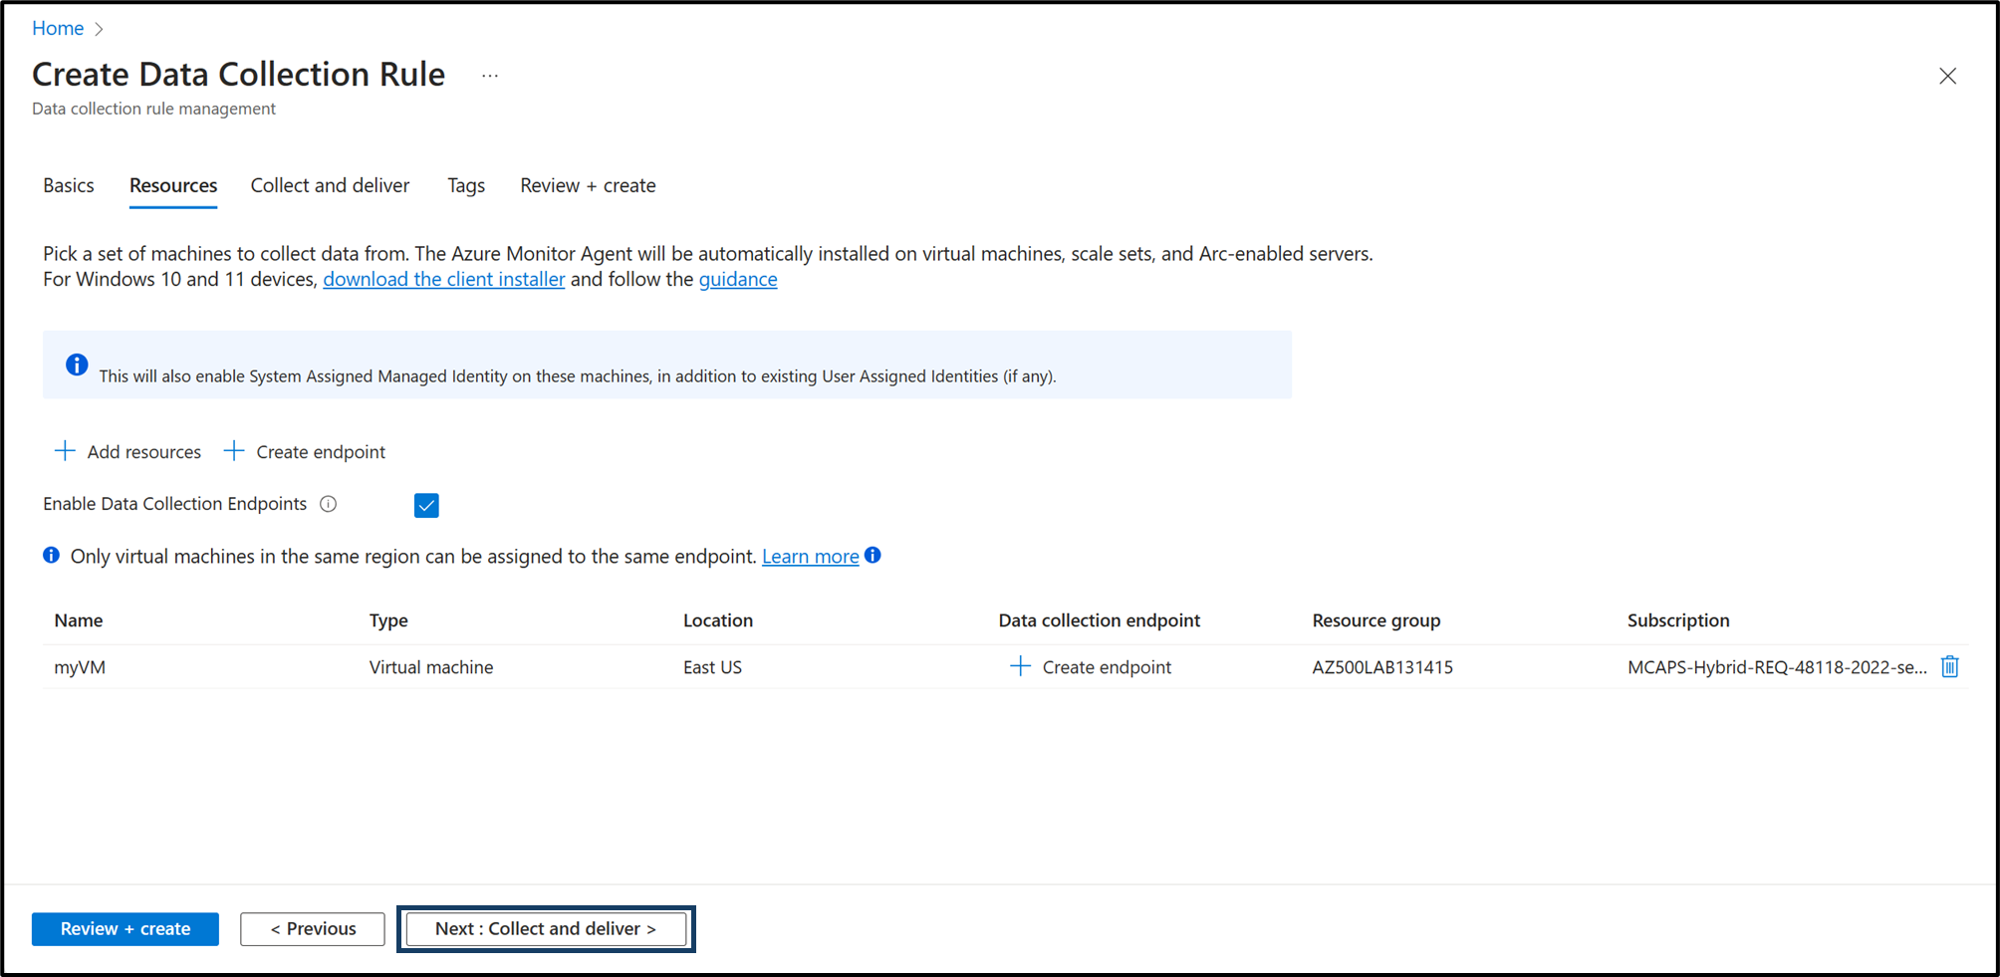 Home >
Create Data Collection Rule ...
Data collection rule management
Basics Resources Collect and deliver Tags Review + create
Pick a set of machines to collect data from. The Azure Monitor Agent will be automatically installed on virtual machines, scale sets, and Arc-enabled servers.
For Windows 10 and 11 devices, download the client installer and follow the guidance
This will also enable System Assigned Managed Identity on these machines, in addition to existing User Assigned Identities (if any).
+ Add resources + Create endpoint
Enable Data Collection Endpoints
Only virtual machines in the same region can be assigned to the same endpoint. Learn more
Name Type Location Data collection endpoint Resource group Subscription
myVM Virtual machine East US + Create endpoint AZ500LAB131415 MCAPS-Hybrid-REQ-48118-2022-se...
Review + create < Previous Next : Collect and deliver >